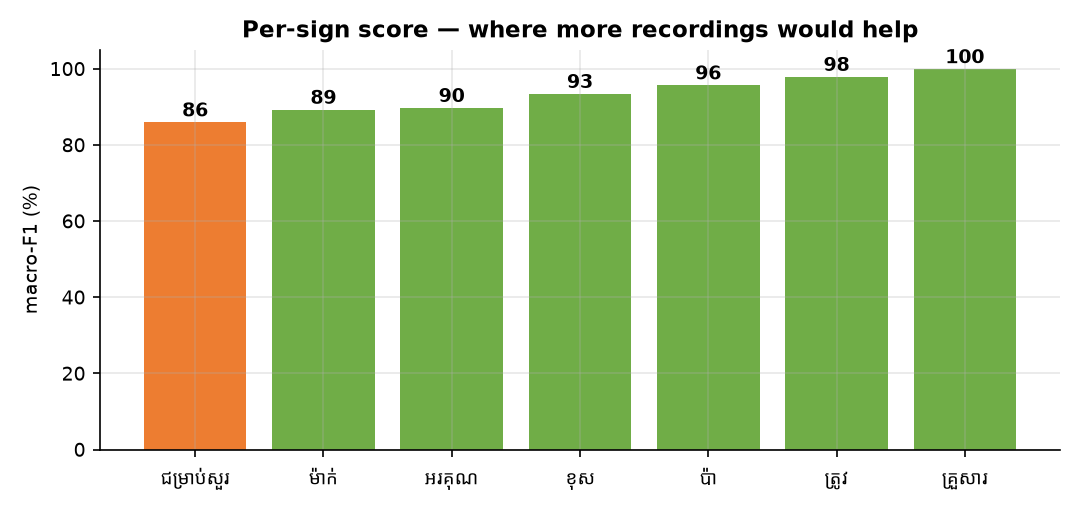 Per-sign score — where more recordings would help
macro-F1 (%)
100
80
60
40
20
0
86
89
90
93
96
98
100
ជម្រាប់សួរ
ម៉ាក់
អរគុណ
ខុស
ប៉ា
ត្រូវ
គ្រួសារ